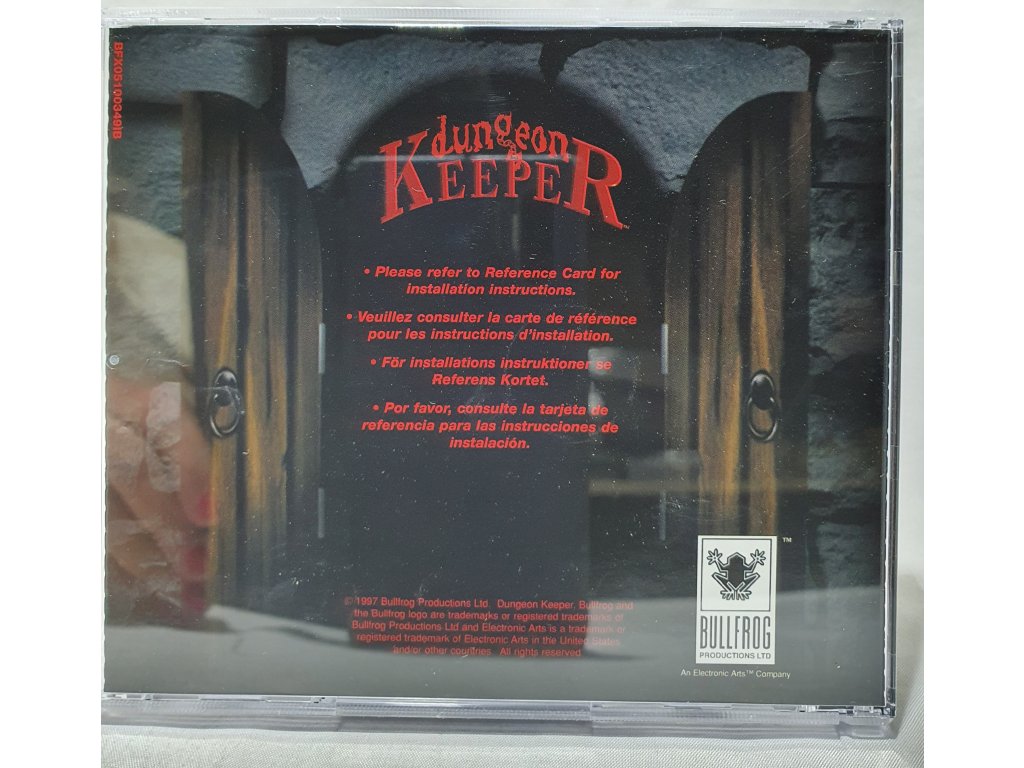 BFX05100349IB
dungeon
KEEPER™
• Please refer to Reference Card for
installation instructions.
• Veuillez consulter la carte de référence
pour les instructions d'installation.
• För installations instruktioner se
Referens Kortet.
• Por favor, consulte la tarjeta de
referencia para las instrucciones de
instalación.
© 1997 Bullfrog Productions Ltd. Dungeon Keeper, Bullfrog and
the Bullfrog logo are trademarks or registered trademarks of
Bullfrog Productions Ltd and Electronic Arts is a trademark or
registered trademark of Electronic Arts in the United States
and/or other countries. All rights reserved
™
BULLFROG
PRODUCTIONS LTD
An Electronic Arts™ Company